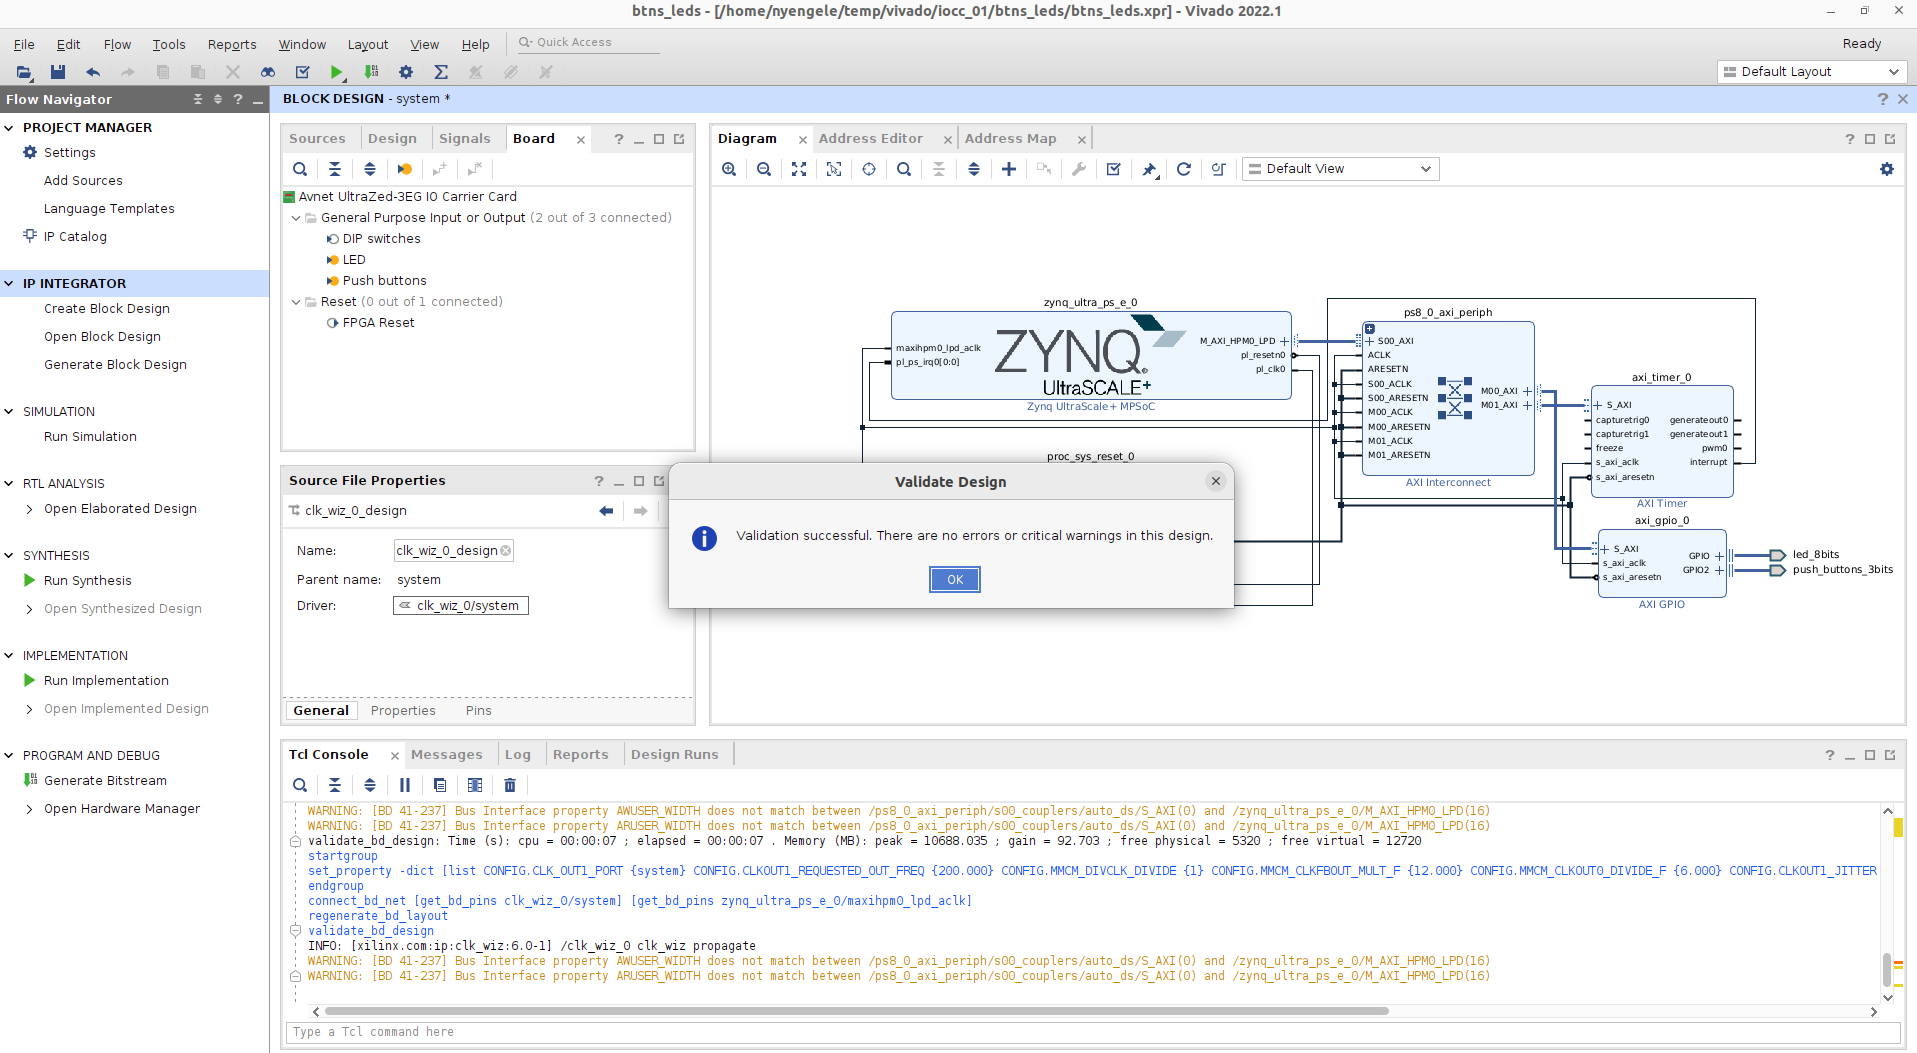 btns_leds - [/home/nyengele/temp/vivado/iocc_01/btns_leds/btns_leds.xpr] - Vivado 2022.1
File Edit Flow Tools Reports Window Layout View Help Quick Access Ready
Default Layout
Flow Navigator
PROJECT MANAGER
Settings
Add Sources
Language Templates
IP Catalog
IP INTEGRATOR
Create Block Design
Open Block Design
Generate Block Design
SIMULATION
Run Simulation
RTL ANALYSIS
Open Elaborated Design
SYNTHESIS
Run Synthesis
Open Synthesized Design
IMPLEMENTATION
Run Implementation
Open Implemented Design
PROGRAM AND DEBUG
Generate Bitstream
Open Hardware Manager
BLOCK DESIGN - system *
Sources Design Signals Board
Avnet UltraZed-3EG IO Carrier Card
General Purpose Input or Output (2 out of 3 connected)
DIP switches
LED
Push buttons
Reset (0 out of 1 connected)
FPGA Reset
Source File Properties
clk_wiz_0_design
Name: clk_wiz_0_design
Parent name: system
Driver: clk_wiz_0/system
General Properties Pins
Diagram Address Editor Address Map
Default View
zynq_ultra_ps_e_0
maxihpm0_lpd_aclk
pl_ps_irq0[0:0]
ZYNQ
UltraSCALE+
M_AXI_HPM0_LPD
pl_resetn0
pl_clk0
Zynq UltraScale+ MPSoC
proc_sys_reset_0
ps8_0_axi_periph
S00_AXI
ACLK
ARESETN
S00_ACLK
S00_ARESETN
M00_ACLK
M00_ARESETN
M01_ACLK
M01_ARESETN
M00_AXI
M01_AXI
AXI Interconnect
axi_timer_0
S_AXI
capturetrig0
capturetrig1
freeze
s_axi_aclk
s_axi_aresetn
generateout0
generateout1
pwm0
interrupt
AXI Timer
axi_gpio_0
S_AXI
s_axi_aclk
s_axi_aresetn
GPIO
GPIO2
AXI GPIO
led_8bits
push_buttons_3bits
Validate Design
Validation successful. There are no errors or critical warnings in this design.
OK
Tcl Console Messages Log Reports Design Runs
WARNING: [BD 41-237] Bus Interface property AWUSER_WIDTH does not match between /ps8_0_axi_periph/s00_couplers/auto_ds/S_AXI(0) and /zynq_ultra_ps_e_0/M_AXI_HPM0_LPD(16)
WARNING: [BD 41-237] Bus Interface property ARUSER_WIDTH does not match between /ps8_0_axi_periph/s00_couplers/auto_ds/S_AXI(0) and /zynq_ultra_ps_e_0/M_AXI_HPM0_LPD(16)
validate_bd_design: Time (s): cpu = 00:00:07 ; elapsed = 00:00:07 . Memory (MB): peak = 10688.035 ; gain = 92.703 ; free physical = 5320 ; free virtual = 12720
startgroup
set_property -dict [list CONFIG.CLK_OUT1_PORT {system} CONFIG.CLKOUT1_REQUESTED_OUT_FREQ {200.000} CONFIG.MMCM_DIVCLK_DIVIDE {1} CONFIG.MMCM_CLKFBOUT_MULT_F {12.000} CONFIG.MMCM_CLKOUT0_DIVIDE_F {6.000} CONFIG.CLKOUT1_JITTER
endgroup
connect_bd_net [get_bd_pins clk_wiz_0/system] [get_bd_pins zynq_ultra_ps_e_0/maxihpm0_lpd_aclk]
regenerate_bd_layout
validate_bd_design
INFO: [xilinx.com:ip:clk_wiz:6.0-1] /clk_wiz_0 clk_wiz propagate
WARNING: [BD 41-237] Bus Interface property AWUSER_WIDTH does not match between /ps8_0_axi_periph/s00_couplers/auto_ds/S_AXI(0) and /zynq_ultra_ps_e_0/M_AXI_HPM0_LPD(16)
WARNING: [BD 41-237] Bus Interface property ARUSER_WIDTH does not match between /ps8_0_axi_periph/s00_couplers/auto_ds/S_AXI(0) and /zynq_ultra_ps_e_0/M_AXI_HPM0_LPD(16)
Type a Tcl command here